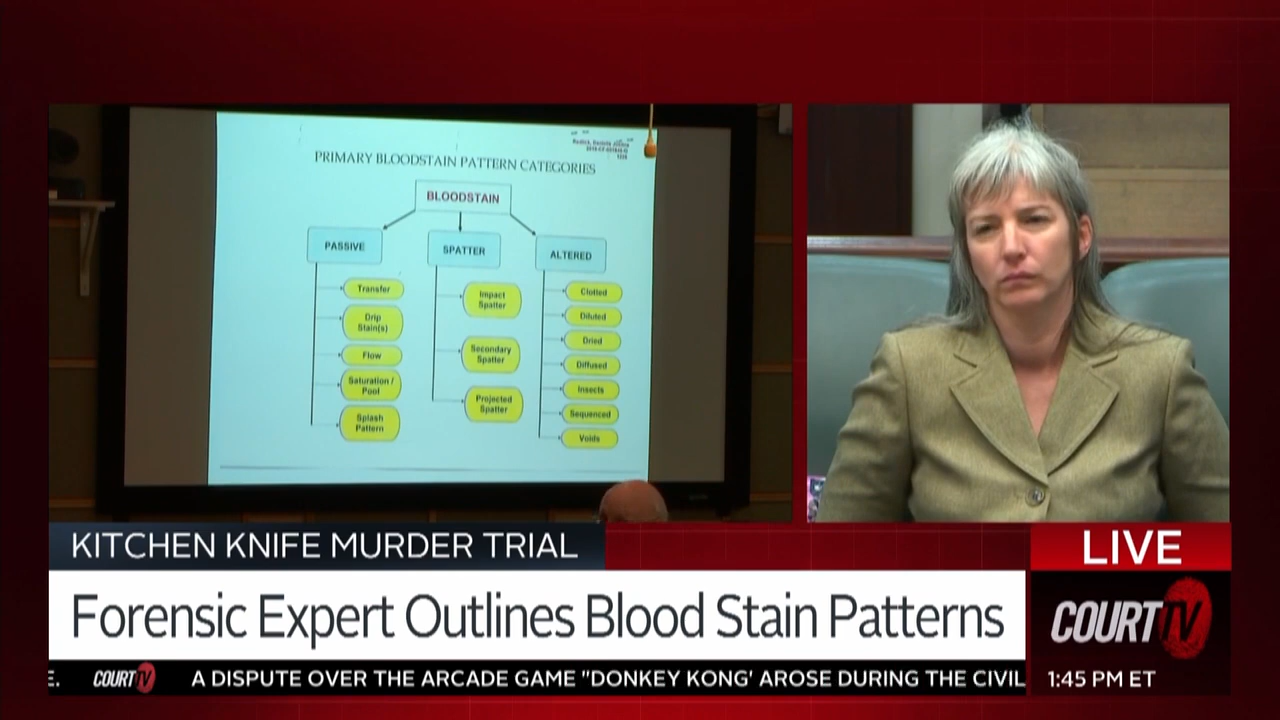 PRIMARY BLOODSTAIN PATTERN CATEGORIES
BLOODSTAIN
PASSIVE
SPATTER
ALTERED
Transfer
Drip
Stain(s)
Flow
Saturation /
Pool
Splash
Pattern
Impact
Spatter
Secondary
Spatter
Projected
Spatter
Clotted
Diluted
Dried
Diffused
Insects
Sequenced
Voids
KITCHEN KNIFE MURDER TRIAL
LIVE
Forensic Expert Outlines Blood Stain Patterns
COURT TV
E. COURT TV A DISPUTE OVER THE ARCADE GAME "DONKEY KONG' AROSE DURING THE CIVIL
1:45 PM ET